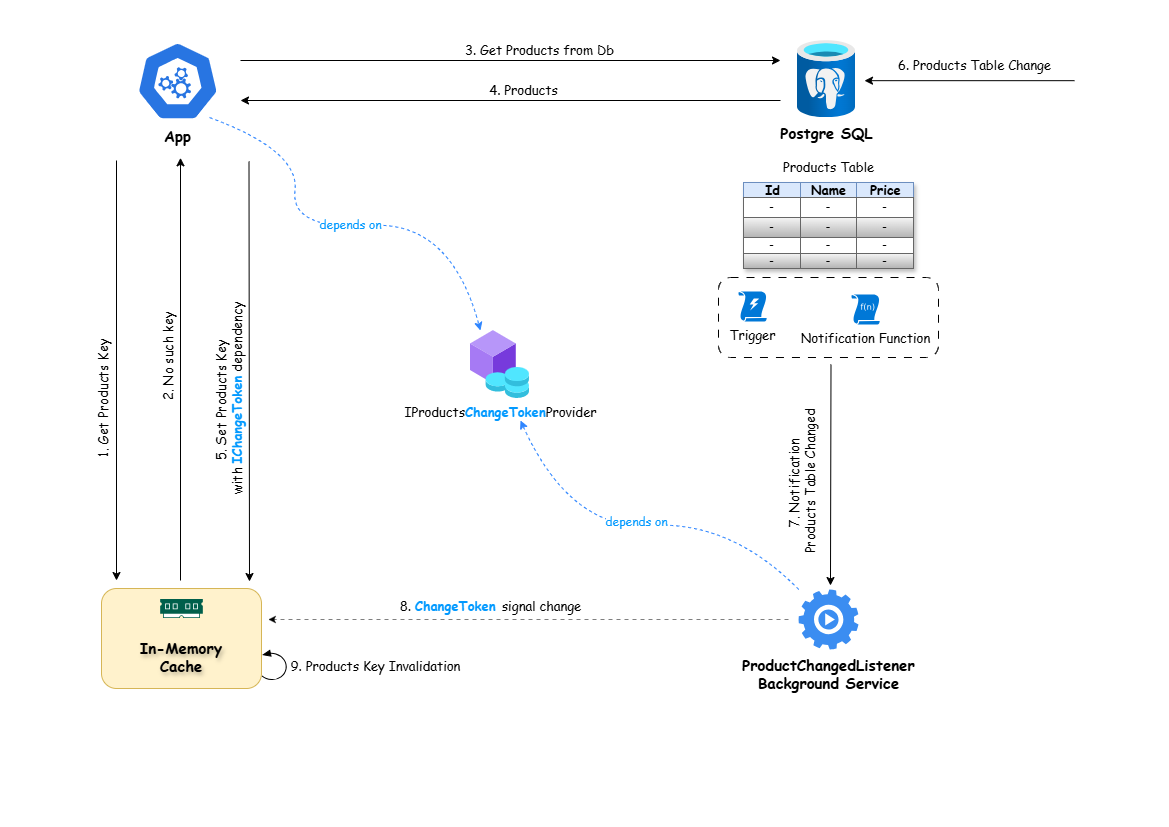 3. Get Products from Db
4. Products
6. Products Table Change
App
Postgre SQL
Products Table
Id Name Price
- - -
- - -
- - -
- - -
Trigger
Notification Function
f(n)
depends on
1. Get Products Key
2. No such key
5. Set Products Key
with IChangeToken dependency
IProductsChangeTokenProvider
7. Notification
Products Table Changed
depends on
8. ChangeToken signal change
In-Memory
Cache
9. Products Key Invalidation
ProductChangedListener
Background Service